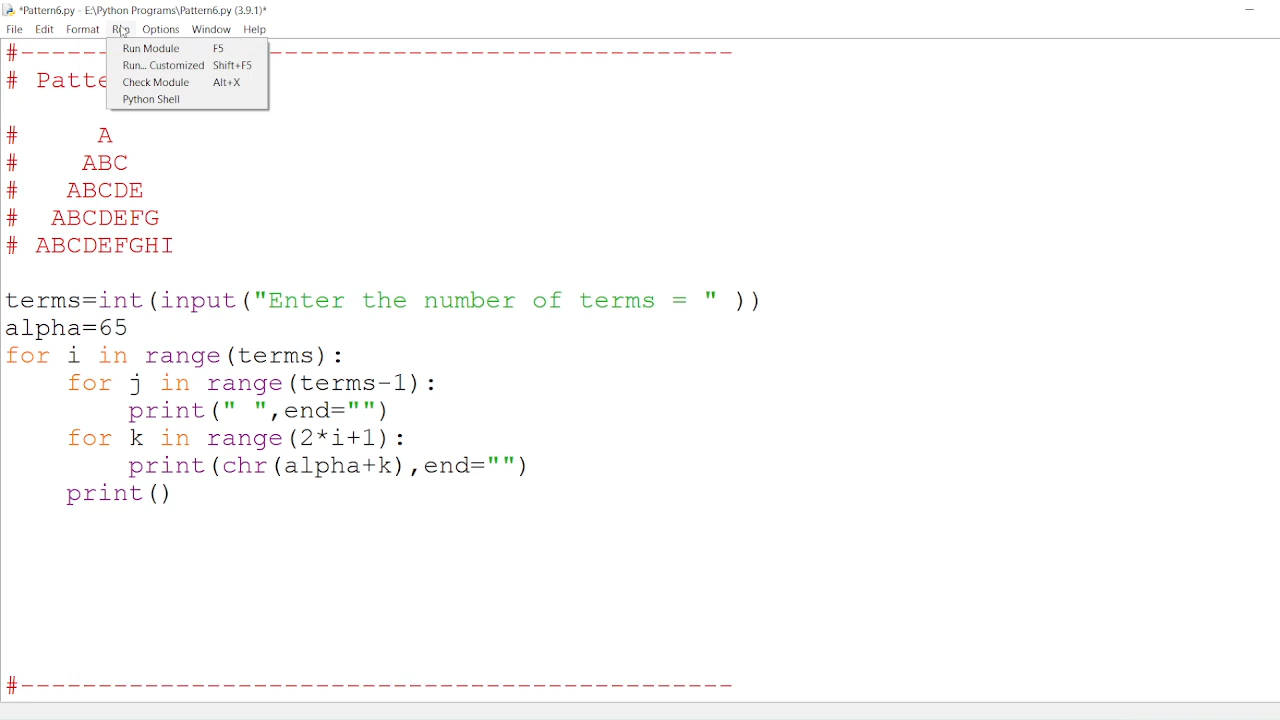 *Pattern6.py - E:\Python Programs\Pattern6.py (3.9.1)*
File Edit Format Run Options Window Help
#----------------------------------------------
Run Module F5
Run... Customized Shift+F5
# Patte
Check Module Alt+X
Python Shell
#          A
#        ABC
#      ABCDE
#    ABCDEFG
#  ABCDEFGHI
terms=int(input("Enter the number of terms = " ))
alpha=65
for i in range(terms):
    for j in range(terms-1):
        print(" ",end="")
    for k in range(2*i+1):
        print(chr(alpha+k),end="")
    print()
#----------------------------------------------